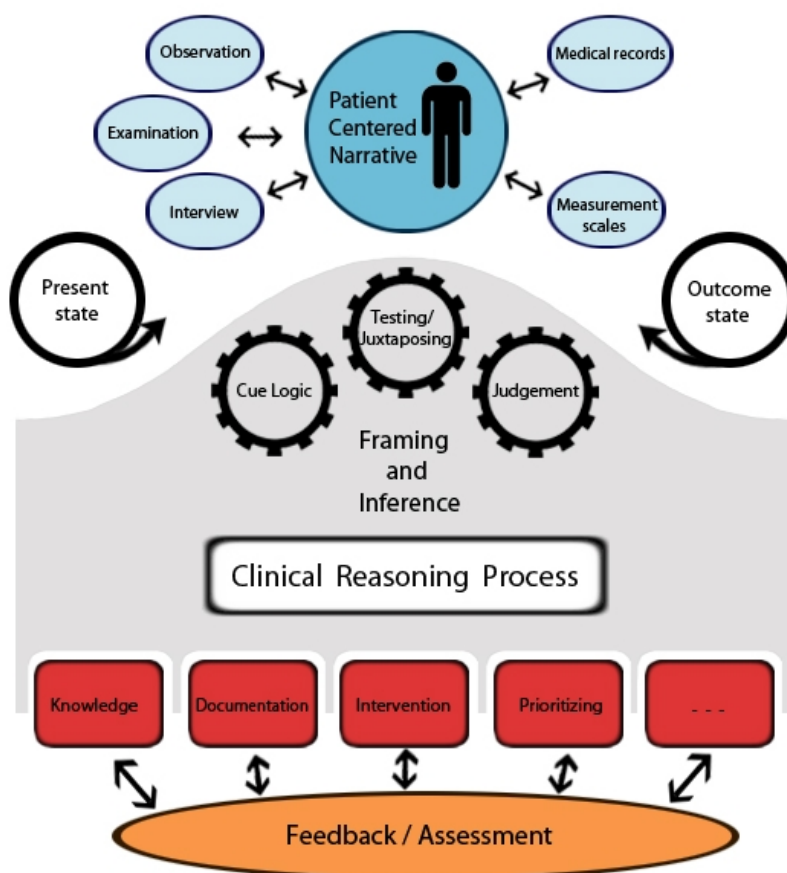 Observation
Medical records
Patient
Centered
Narrative
Examination
Interview
Measurement
scales
Present
state
Outcome
state
Testing/
Juxtaposing
Cue Logic
Judgement
Framing
and
Inference
Clinical Reasoning Process
Knowledge
Documentation
Intervention
Prioritizing
- - -
Feedback / Assessment